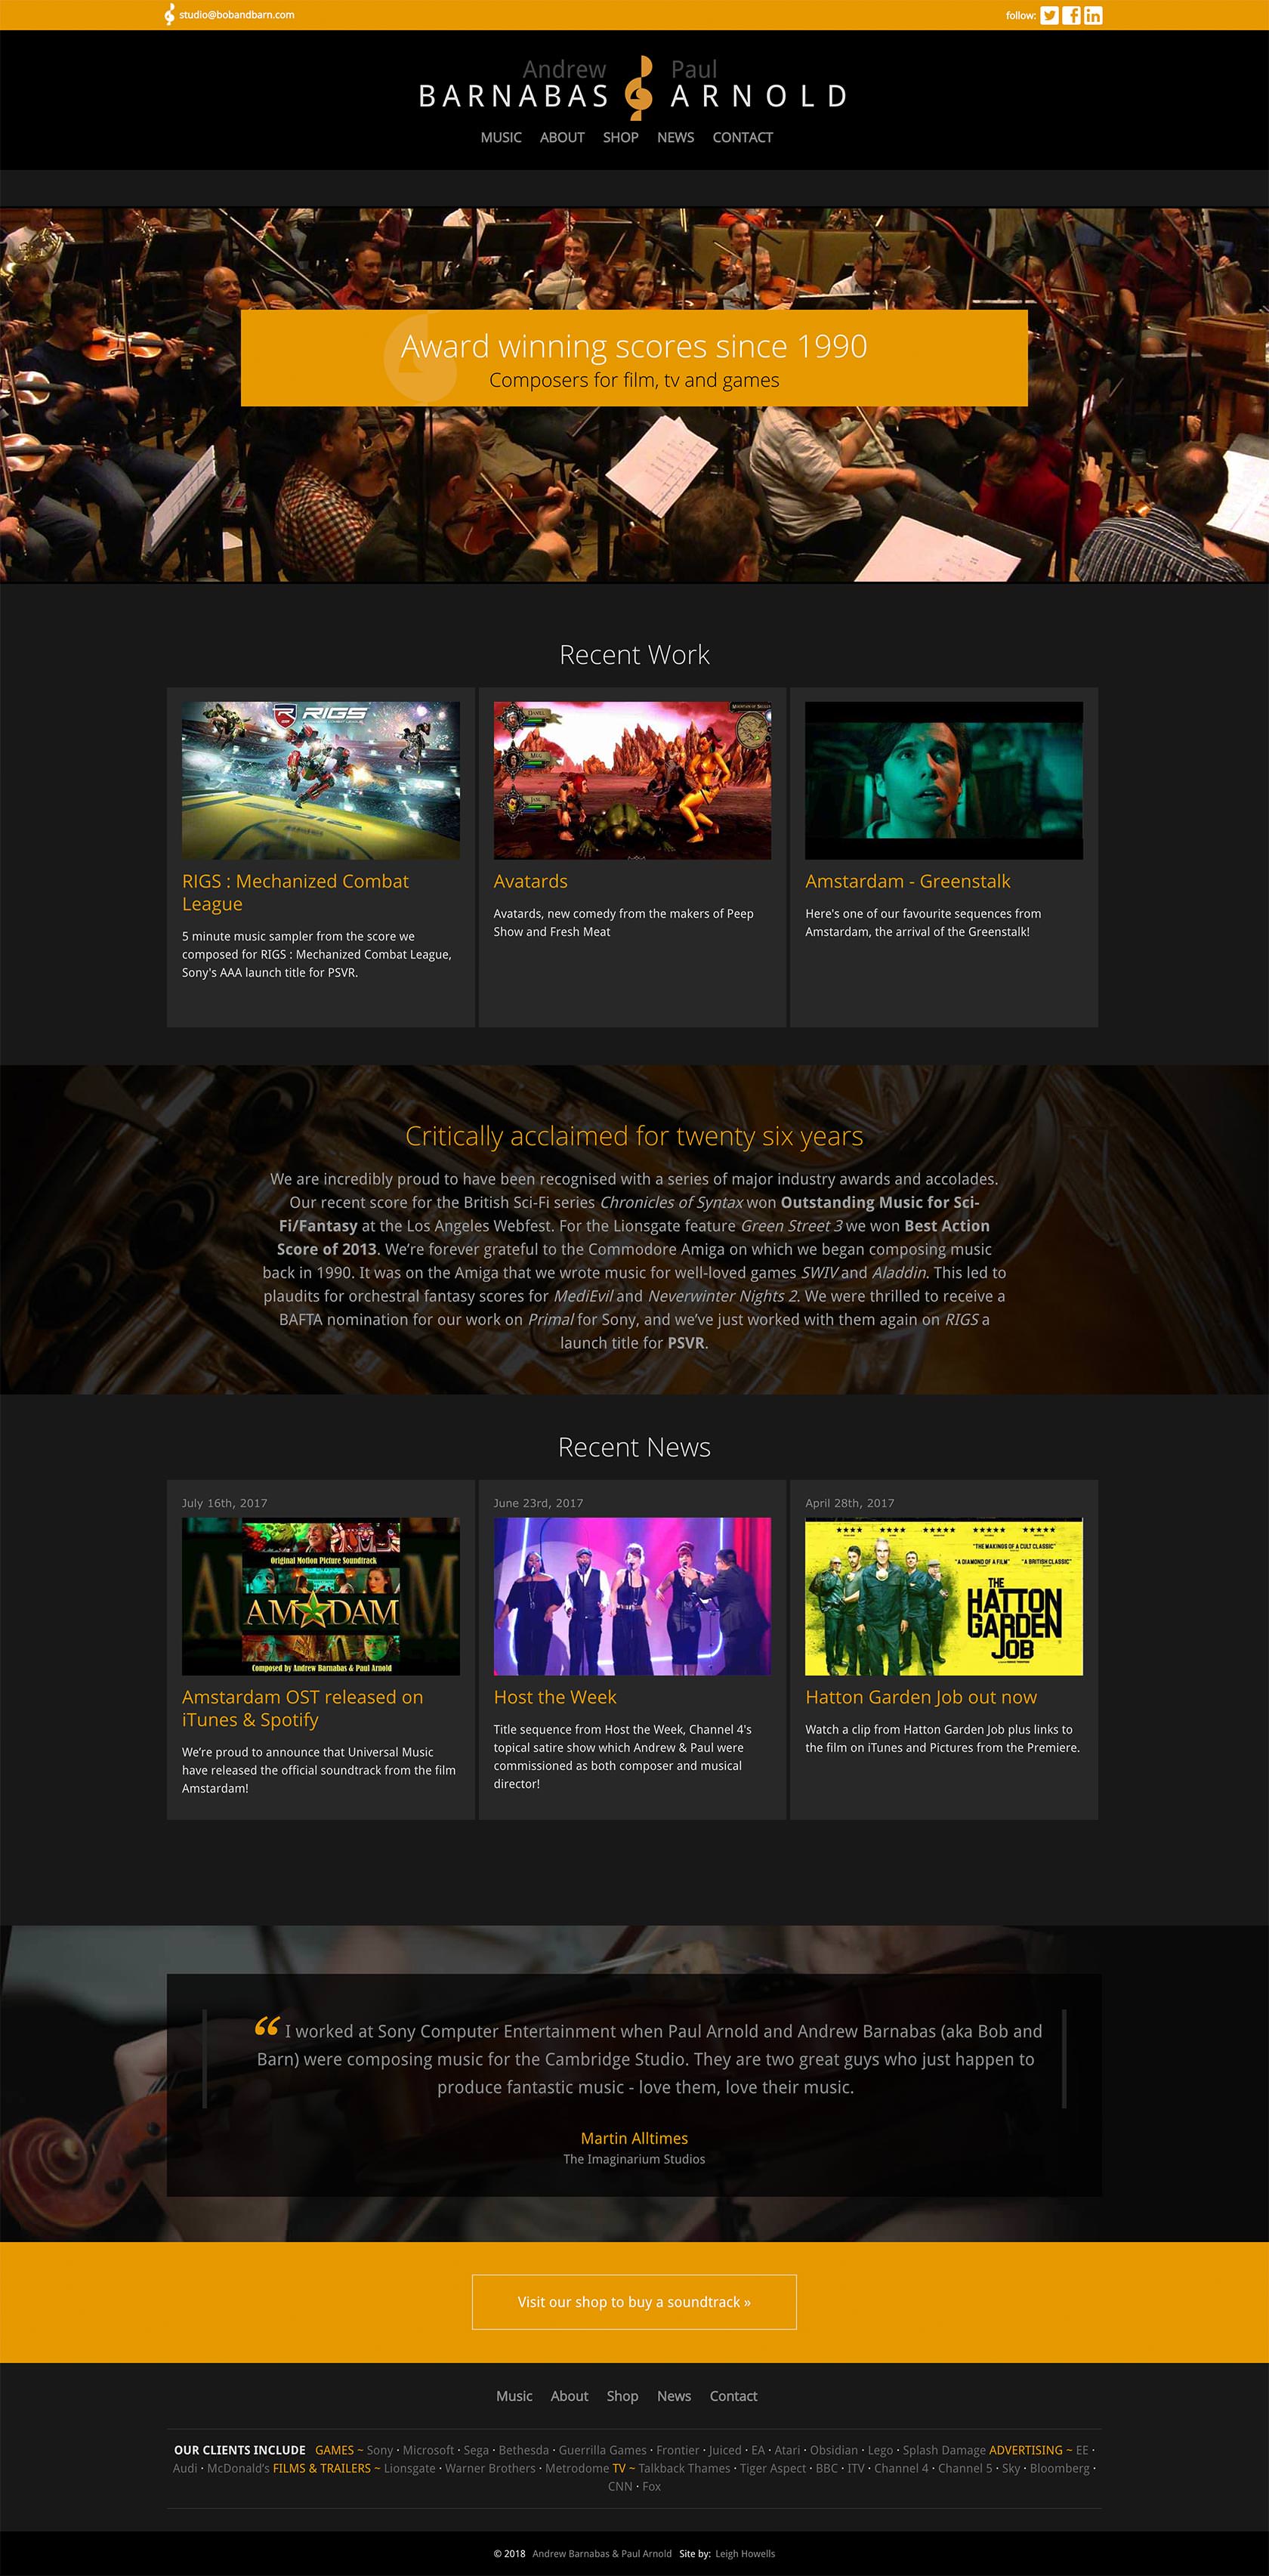 studio@bobandbarn.com
follow:
Andrew Paul
BARNABAS ARNOLD
MUSIC ABOUT SHOP NEWS CONTACT
Award winning scores since 1990
Composers for film, tv and games
Recent Work
RIGS
RIGS : Mechanized Combat
League
5 minute music sampler from the score we
composed for RIGS : Mechanized Combat League,
Sony's AAA launch title for PSVR.
Avatards
Avatards, new comedy from the makers of Peep
Show and Fresh Meat
Amstardam - Greenstalk
Here's one of our favourite sequences from
Amstardam, the arrival of the Greenstalk!
Critically acclaimed for twenty six years
We are incredibly proud to have been recognised with a series of major industry awards and accolades.
Our recent score for the British Sci-Fi series Chronicles of Syntax won Outstanding Music for Sci-
Fi/Fantasy at the Los Angeles Webfest. For the Lionsgate feature Green Street 3 we won Best Action
Score of 2013. We’re forever grateful to the Commodore Amiga on which we began composing music
back in 1990. It was on the Amiga that we wrote music for well-loved games SWIV and Aladdin. This led to
plaudits for orchestral fantasy scores for MediEvil and Neverwinter Nights 2. We were thrilled to receive a
BAFTA nomination for our work on Primal for Sony, and we’ve just worked with them again on RIGS a
launch title for PSVR.
Recent News
July 16th, 2017
Original Motion Picture Soundtrack
AM★DAM
Composed by Andrew Barnabas & Paul Arnold
Amstardam OST released on
iTunes & Spotify
We’re proud to announce that Universal Music
have released the official soundtrack from the film
Amstardam!
June 23rd, 2017
Host the Week
Title sequence from Host the Week, Channel 4's
topical satire show which Andrew & Paul were
commissioned as both composer and musical
director!
April 28th, 2017
"THE MAKINGS OF A CULT CLASSIC"
"A DIAMOND OF A FILM" "A BRITISH CLASSIC"
THE
HATTON
GARDEN
JOB
Hatton Garden Job out now
Watch a clip from Hatton Garden Job plus links to
the film on iTunes and Pictures from the Premiere.
“ I worked at Sony Computer Entertainment when Paul Arnold and Andrew Barnabas (aka Bob and
Barn) were composing music for the Cambridge Studio. They are two great guys who just happen to
produce fantastic music - love them, love their music.
Martin Alltimes
The Imaginarium Studios
Visit our shop to buy a soundtrack »
Music About Shop News Contact
OUR CLIENTS INCLUDE GAMES ~ Sony · Microsoft · Sega · Bethesda · Guerrilla Games · Frontier · Juiced · EA · Atari · Obsidian · Lego · Splash Damage ADVERTISING ~ EE ·
Audi · McDonald’s FILMS & TRAILERS ~ Lionsgate · Warner Brothers · Metrodome TV ~ Talkback Thames · Tiger Aspect · BBC · ITV · Channel 4 · Channel 5 · Sky · Bloomberg ·
CNN · Fox
© 2018 Andrew Barnabas & Paul Arnold Site by: Leigh Howells